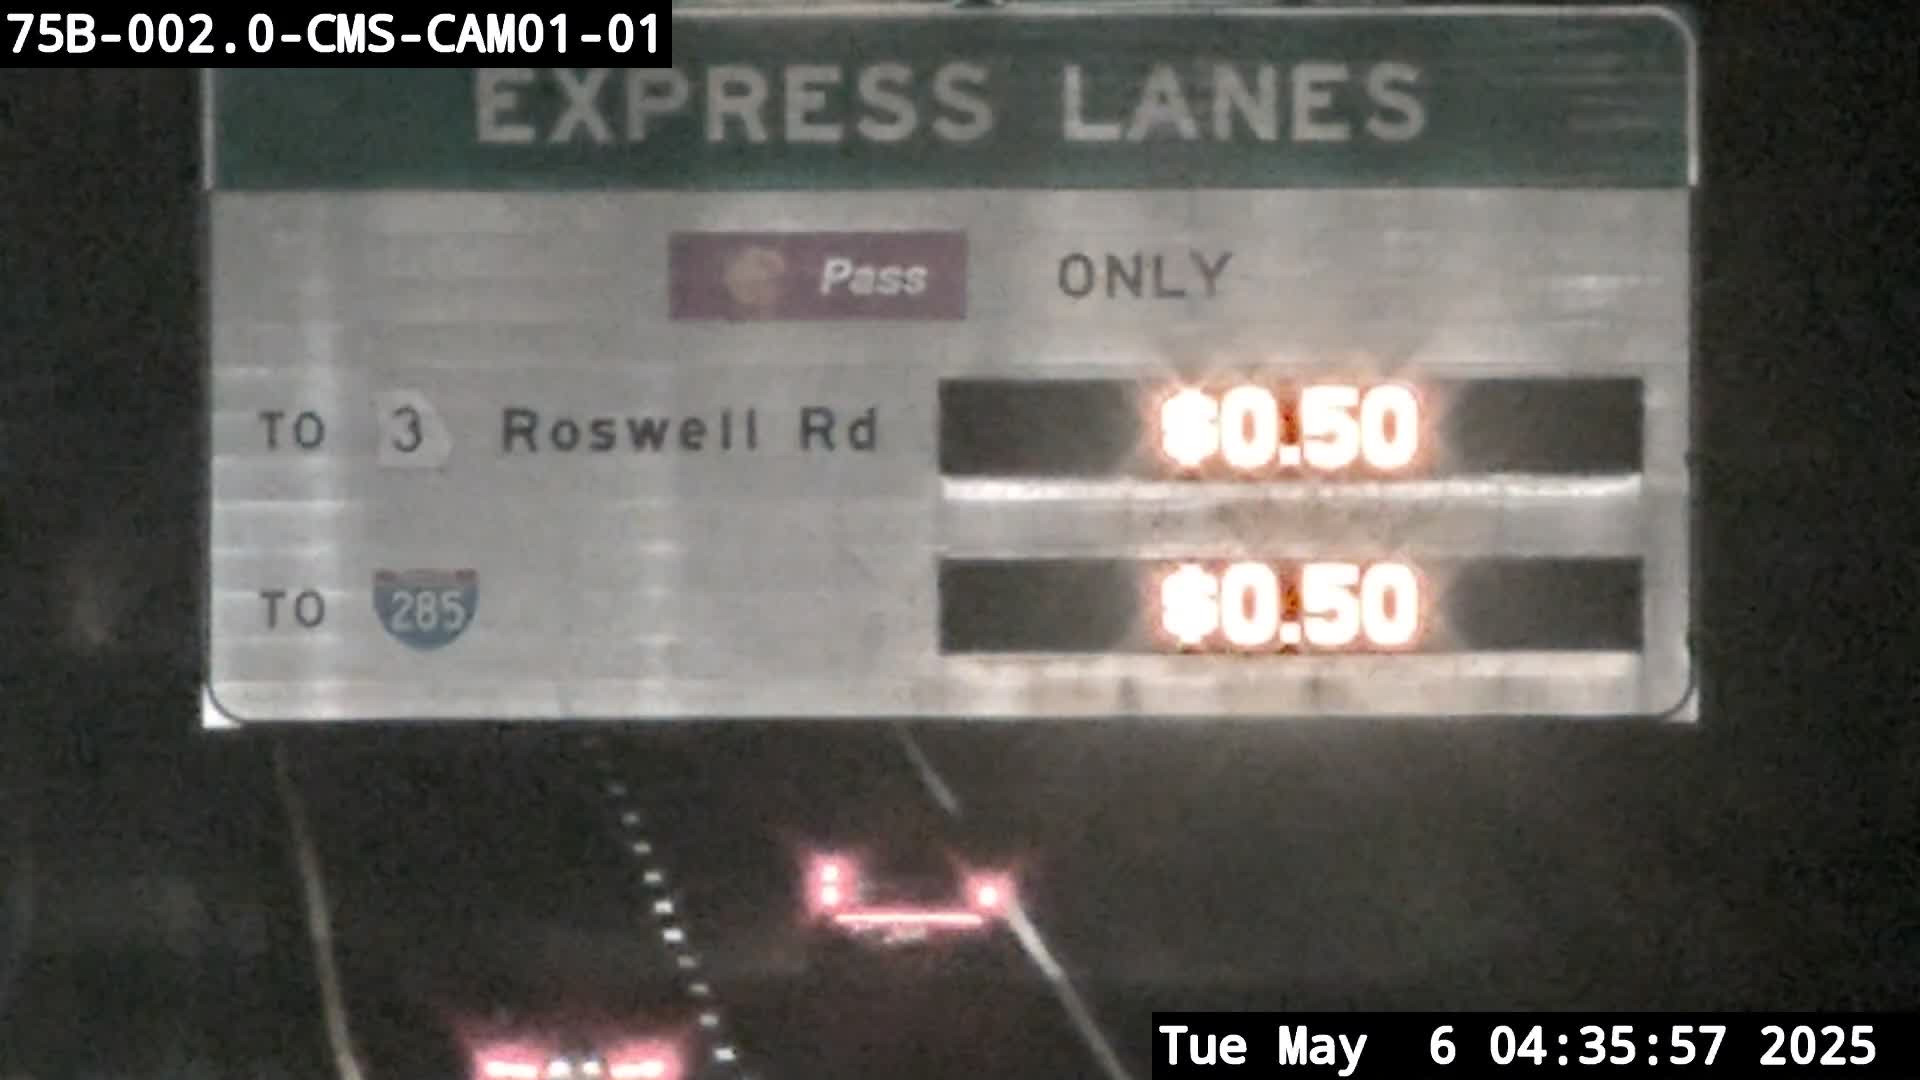 75B-002.0-CMS-CAM01-01
EXPRESS LANES
Pass ONLY
TO 3 Roswell Rd $0.50
TO 285 $0.50
Tue May 6 04:35:57 2025